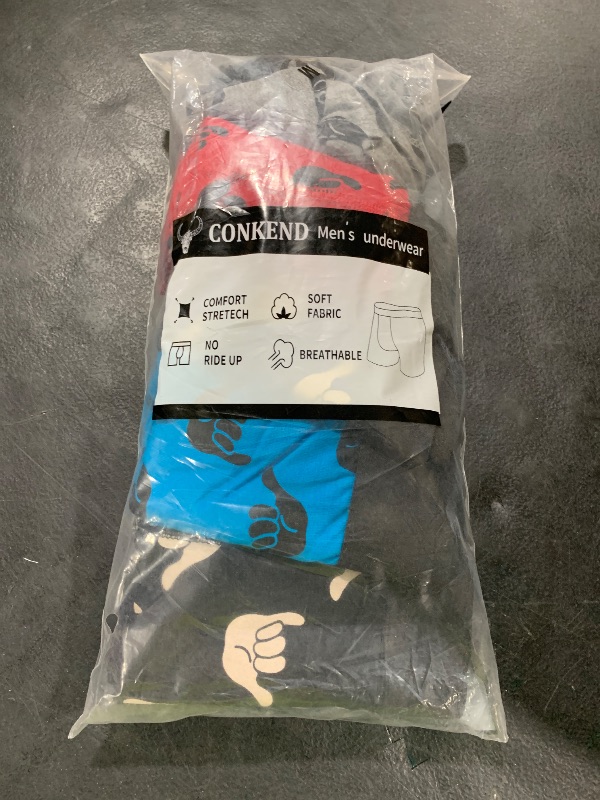 CONKEND Men's underwear
COMFORT
STRETECH
SOFT
FABRIC
NO
RIDE UP
BREATHABLE